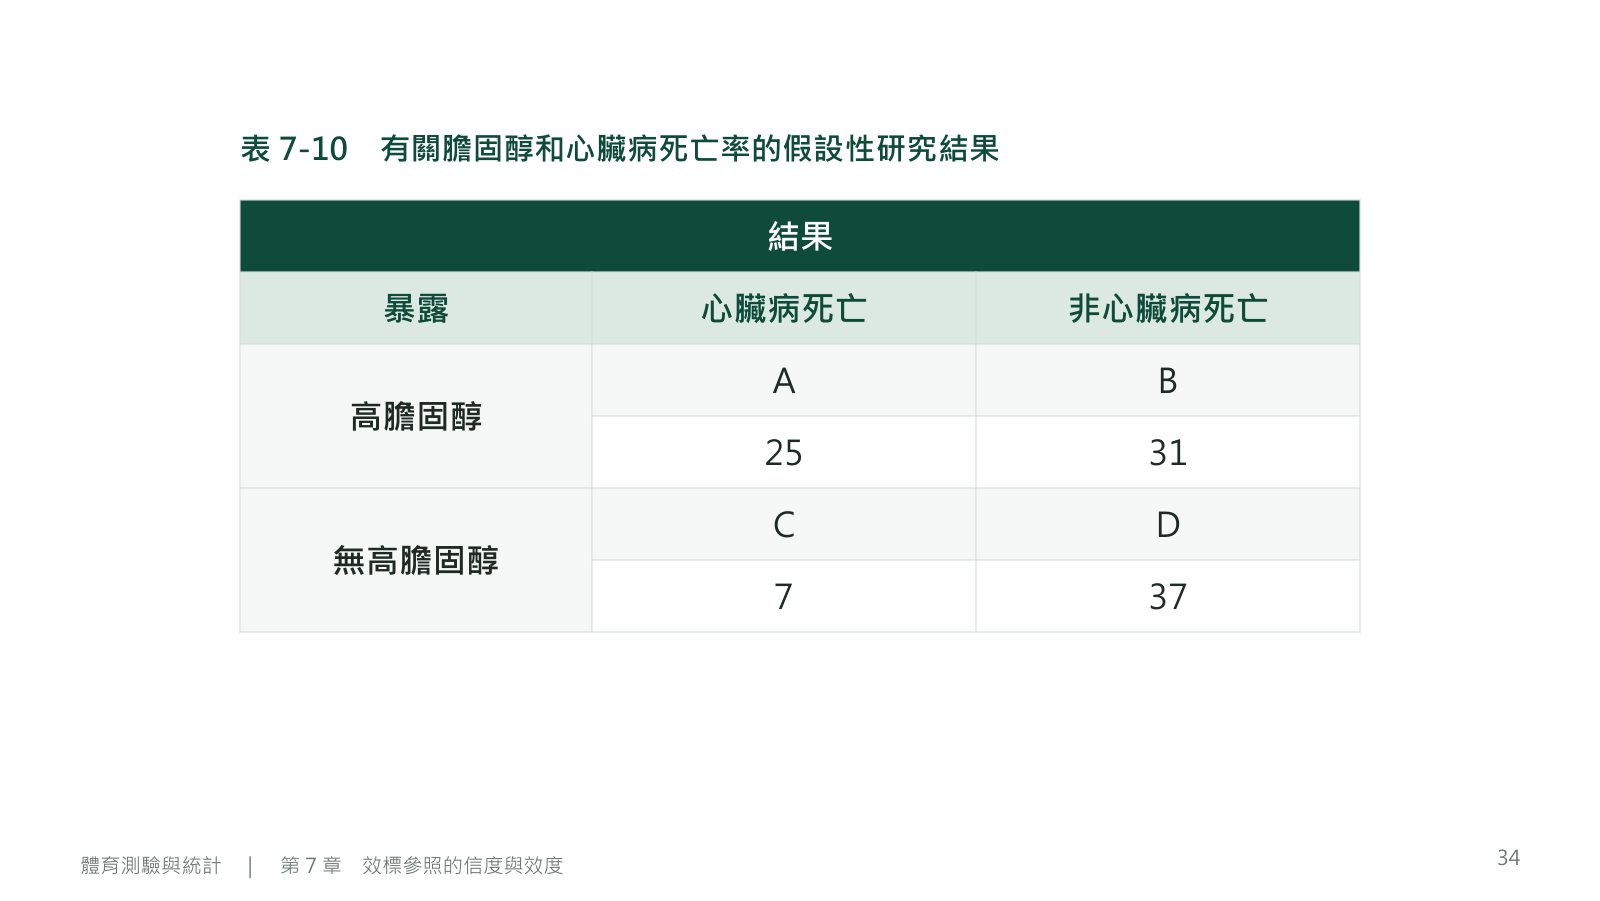 表 7-10　有關膽固醇和心臟病死亡率的假設性研究結果
結果
暴露　心臟病死亡　非心臟病死亡
高膽固醇
A　B
25　31
無高膽固醇
C　D
7　37
體育測驗與統計　|　第 7 章　效標參照的信度與效度
34